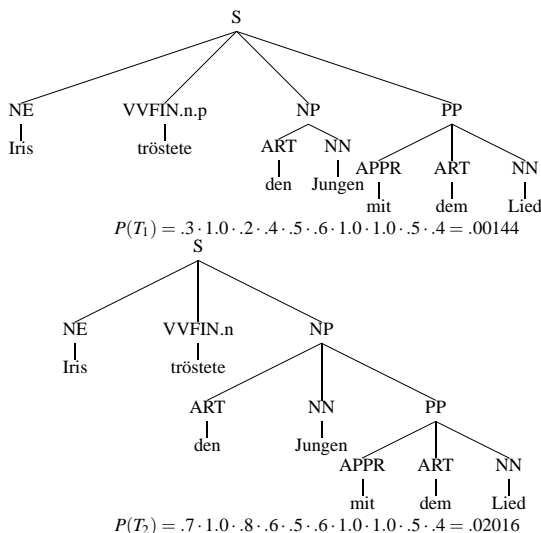 S
NE VVFIN.n.p NP PP
Iris tröstete ART NN APPR ART NN
den Jungen mit dem Lied
P(T₁) = .3 · 1.0 · .2 · .4 · .5 · .6 · 1.0 · 1.0 · .5 · .4 = .00144
S
NE VVFIN.n NP
Iris tröstete
ART NN PP
den Jungen
APPR ART NN
mit dem Lied
P(T₂) = .7 · 1.0 · .8 · .6 · .5 · .6 · 1.0 · 1.0 · .5 · .4 = .02016